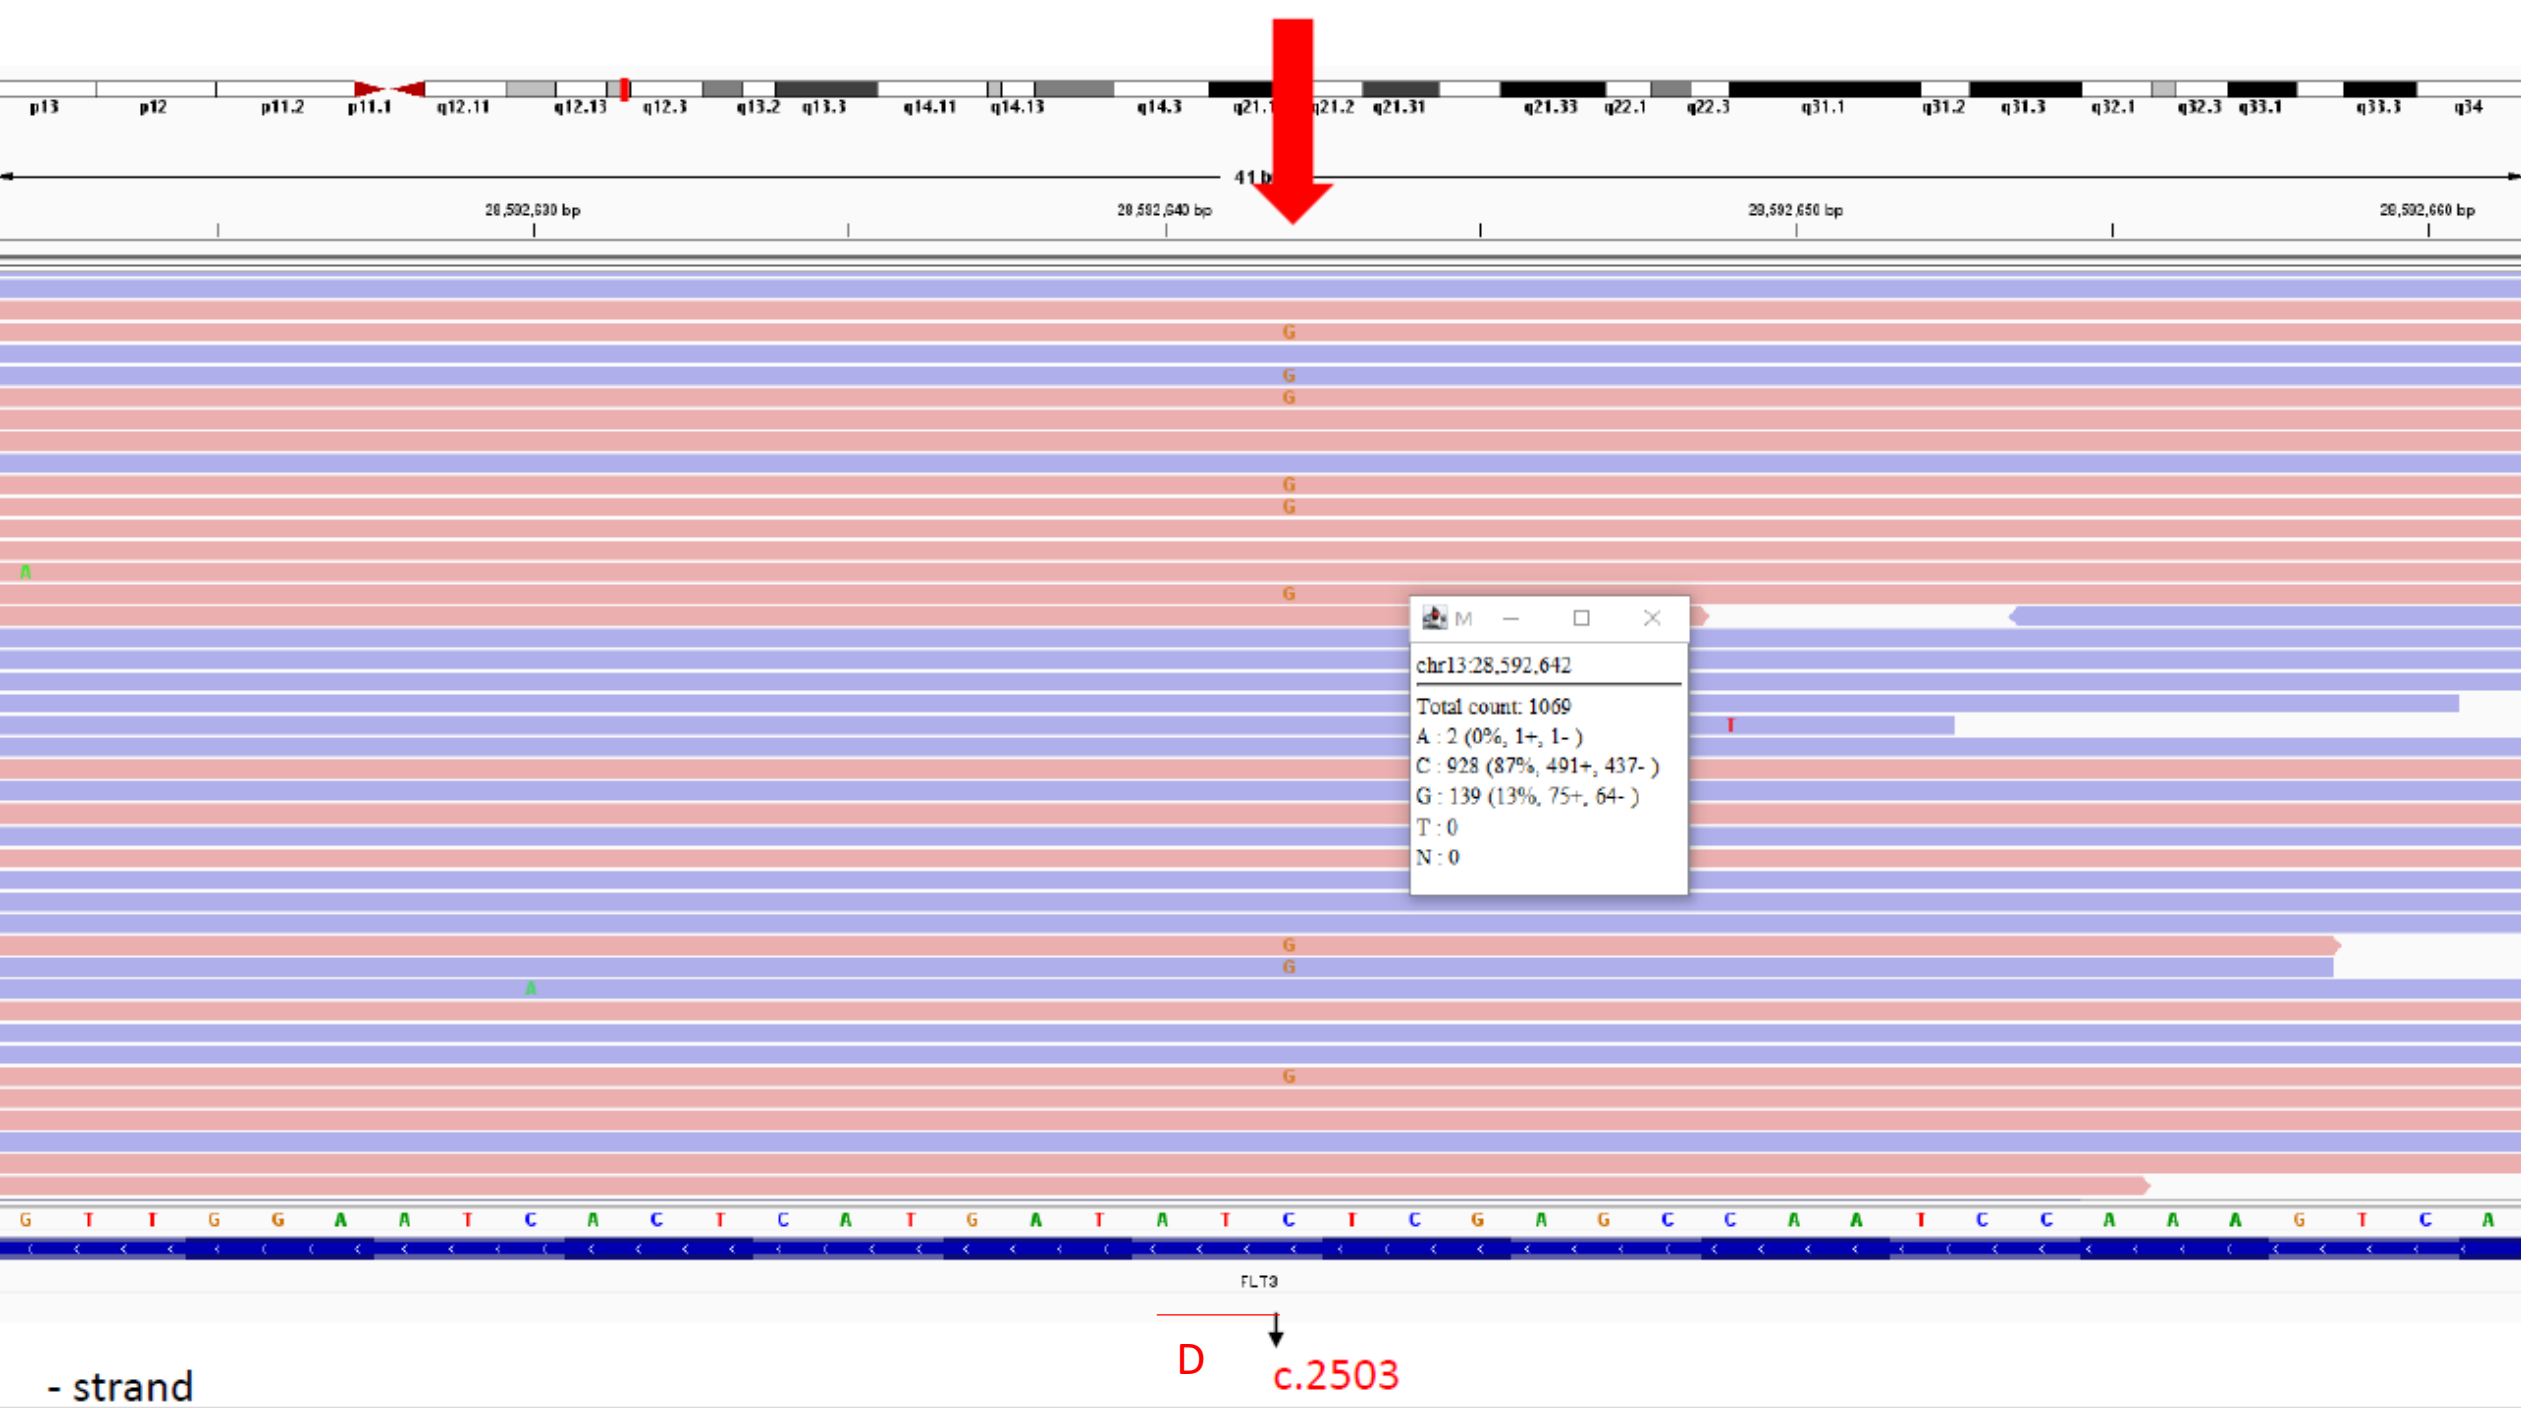 p13 p12 p11.2 p11.1 q12.11 q12.13 q12.3 q13.2 q13.3 q14.11 q14.13 q14.3 q21.1 q21.2 q21.31 q21.33 q22.1 q22.3 q31.1 q31.2 q31.3 q32.1 q32.3 q33.1 q33.3 q34
41 b
28,592,630 bp 28,592,640 bp 28,592,650 bp 28,592,660 bp
G
G
G
G
G
A
G
M
chr13:28,592,642
Total count: 1069
T
A : 2 (0%, 1+, 1- )
C : 928 (87%, 491+, 437- )
G : 139 (13%, 75+, 64- )
T : 0
N : 0
G
G
A
G
G T T G G A A T C A C T C A T G A T A T C T C G A G C C A A T C C A A A G T C A
FLT3
D
c.2503
- strand